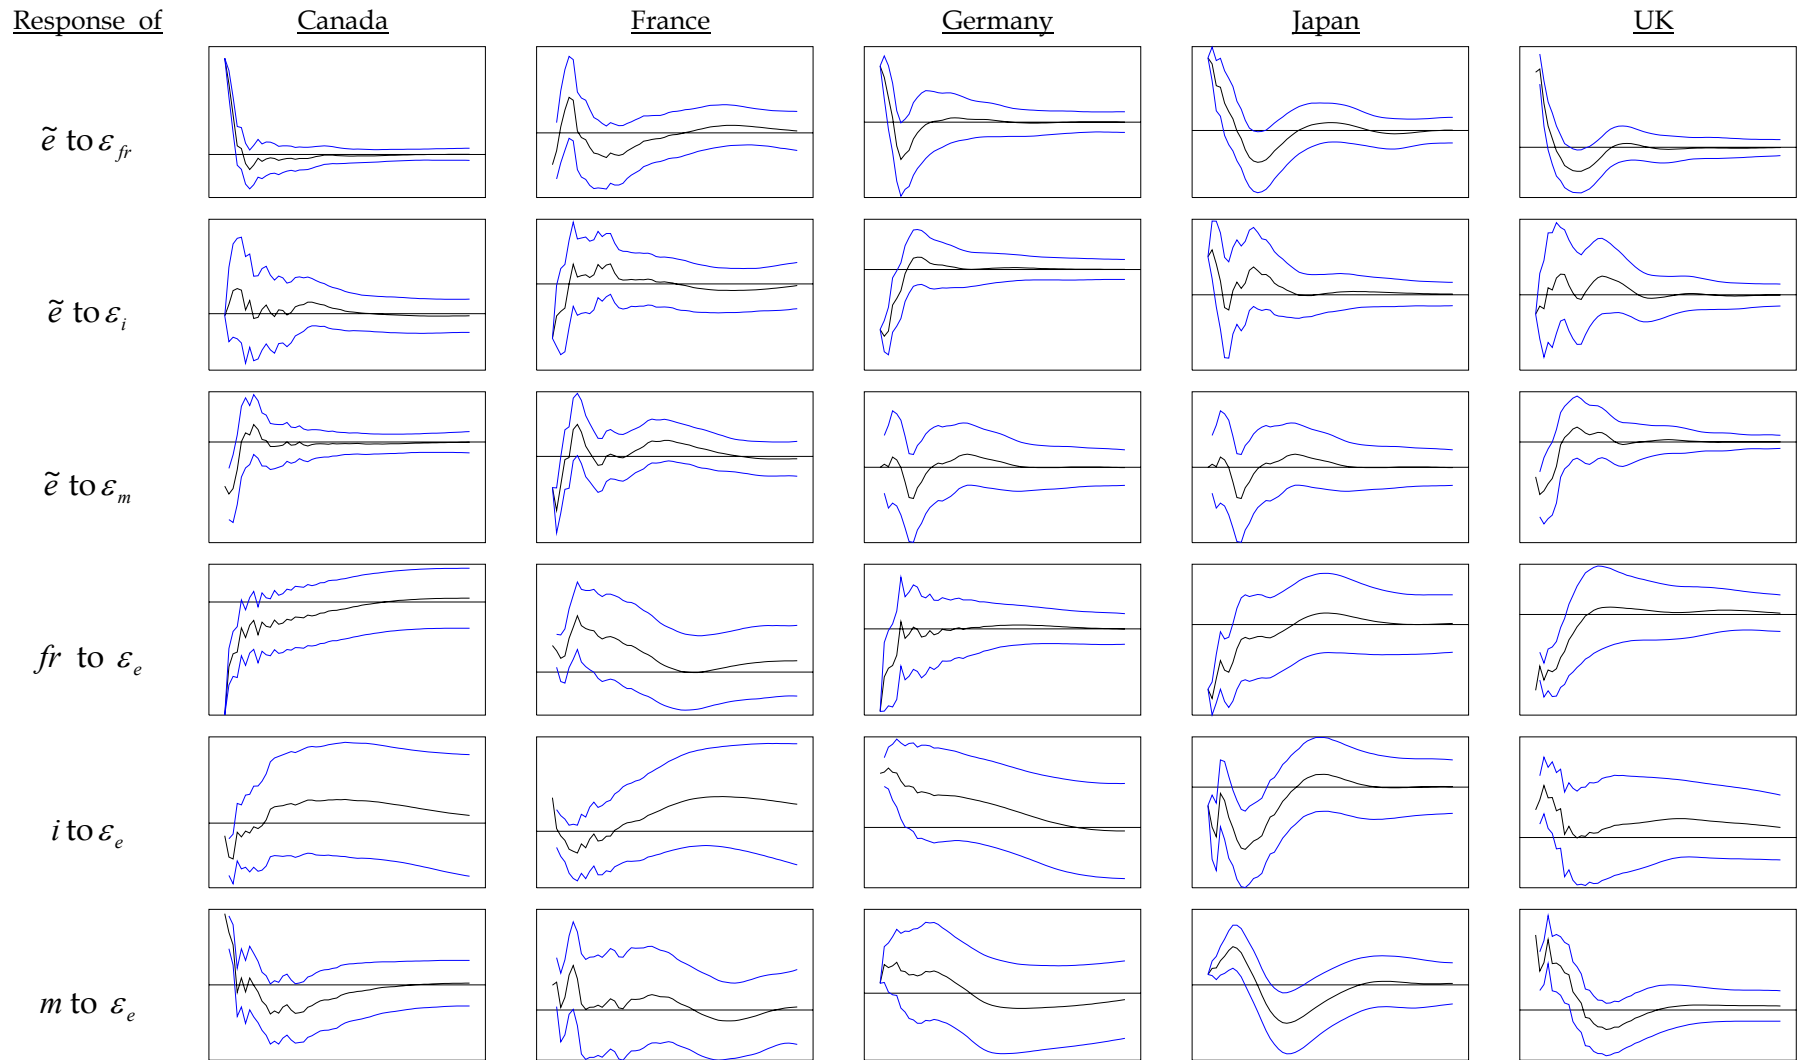 Response of Canada France Germany Japan UK
ẽ to ε_fr
ẽ to ε_i
ẽ to ε_m
fr to ε_e
i to ε_e
m to ε_e